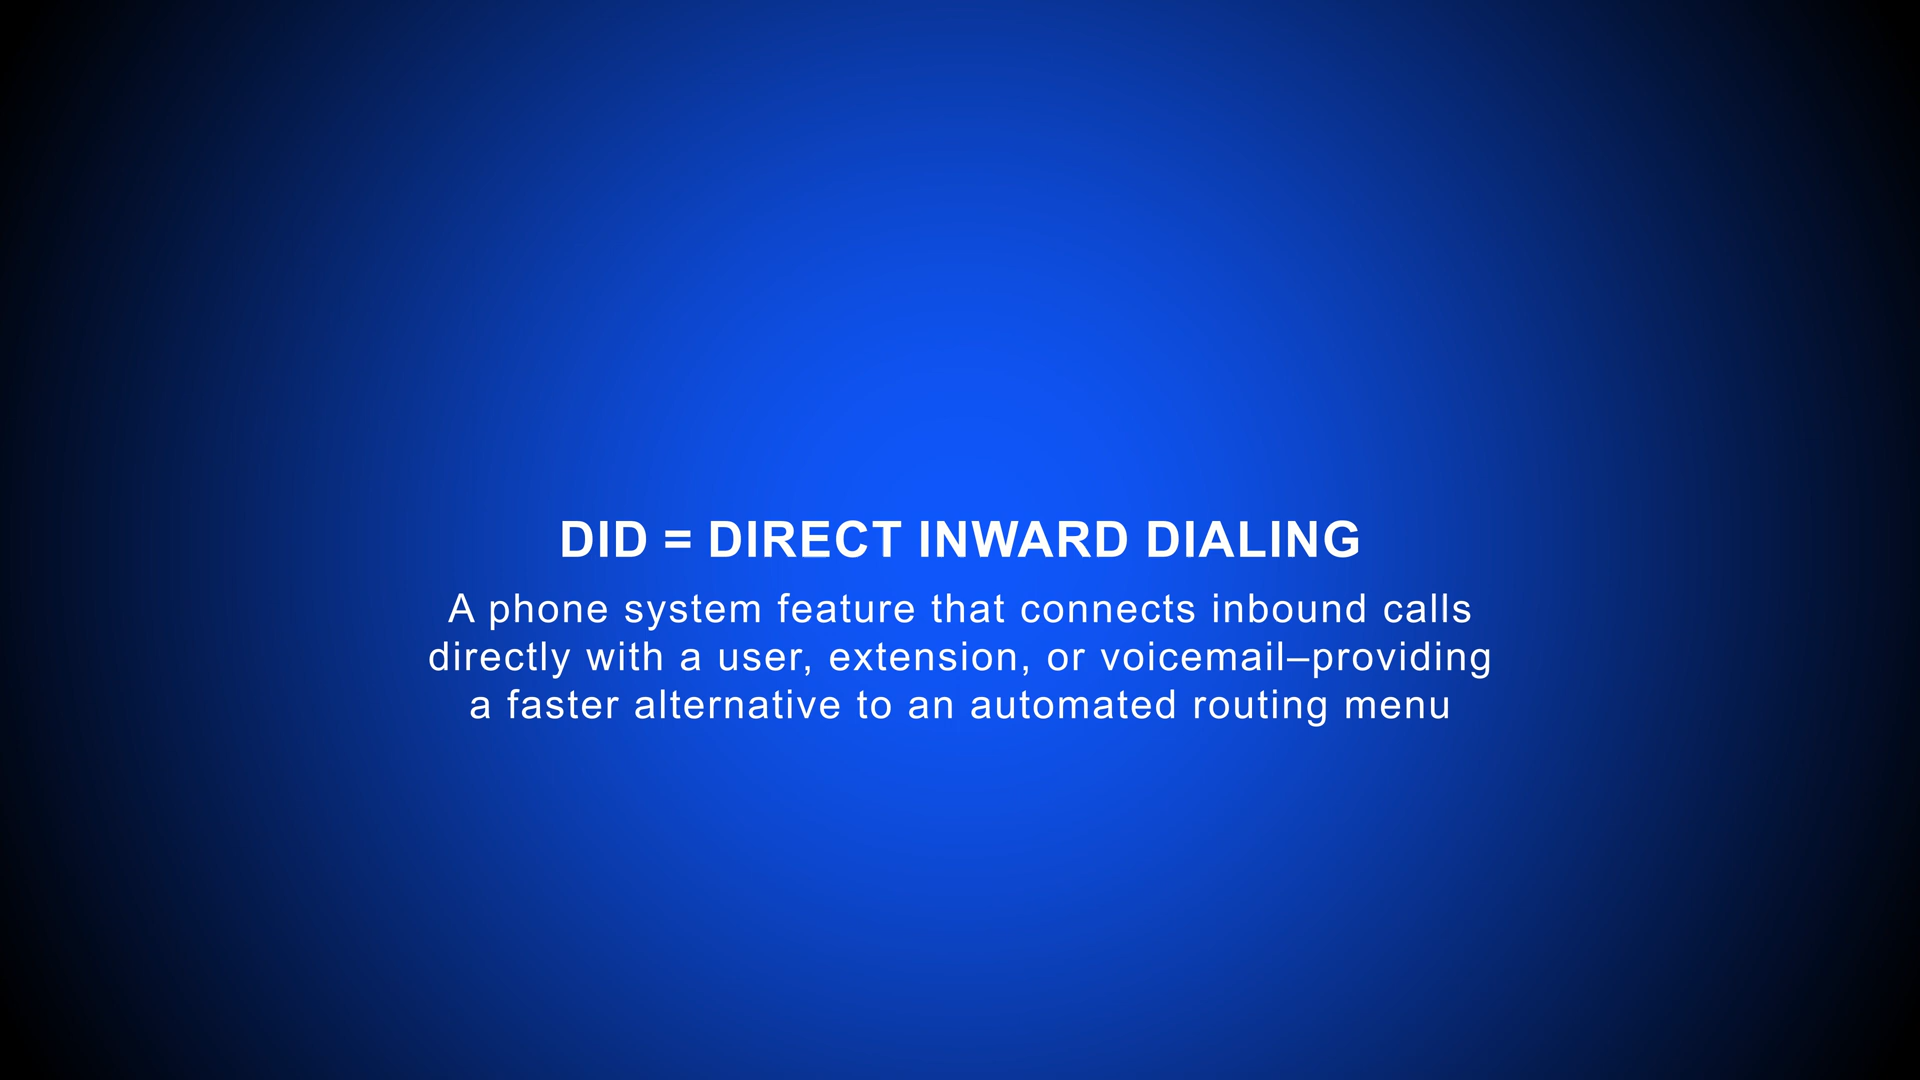 DID = DIRECT INWARD DIALING
A phone system feature that connects inbound calls
directly with a user, extension, or voicemail–providing
a faster alternative to an automated routing menu